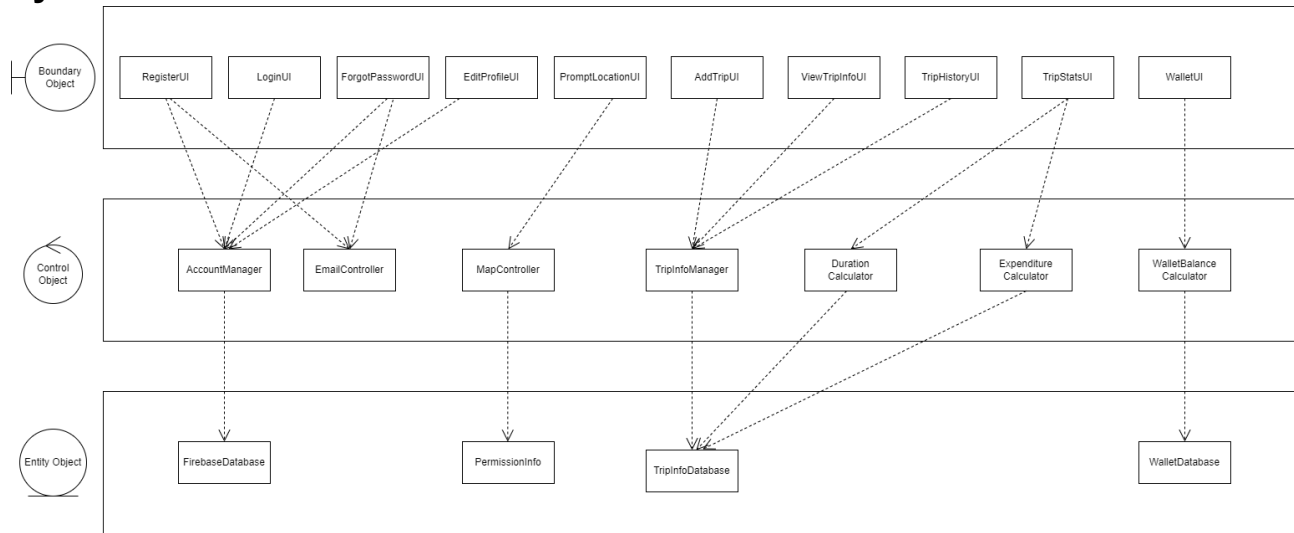 Boundary
Object
RegisterUI
LoginUI
ForgotPasswordUI
EditProfileUI
PromptLocationUI
AddTripUI
ViewTripInfoUI
TripHistoryUI
TripStatsUI
WalletUI
Control
Object
AccountManager
EmailController
MapController
TripInfoManager
Duration
Calculator
Expenditure
Calculator
WalletBalance
Calculator
Entity Object
FirebaseDatabase
PermissionInfo
TripInfoDatabase
WalletDatabase